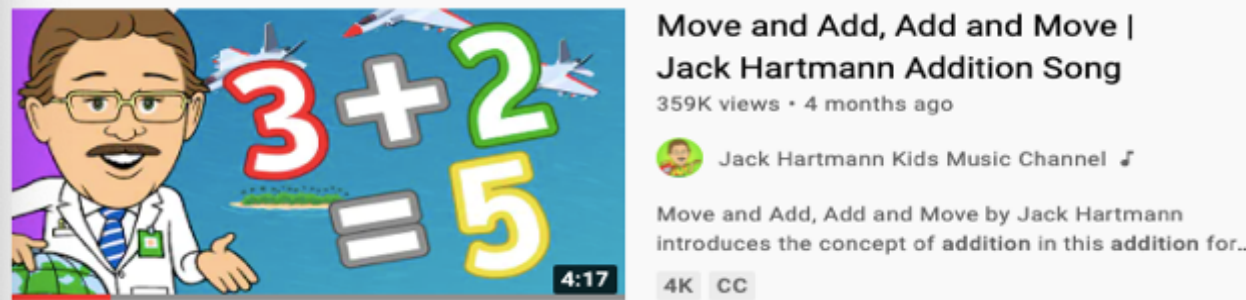 3 + 2
= 5
4:17
Move and Add, Add and Move |
Jack Hartmann Addition Song
359K views • 4 months ago
Jack Hartmann Kids Music Channel ♪
Move and Add, Add and Move by Jack Hartmann
introduces the concept of addition in this addition for...
4K CC